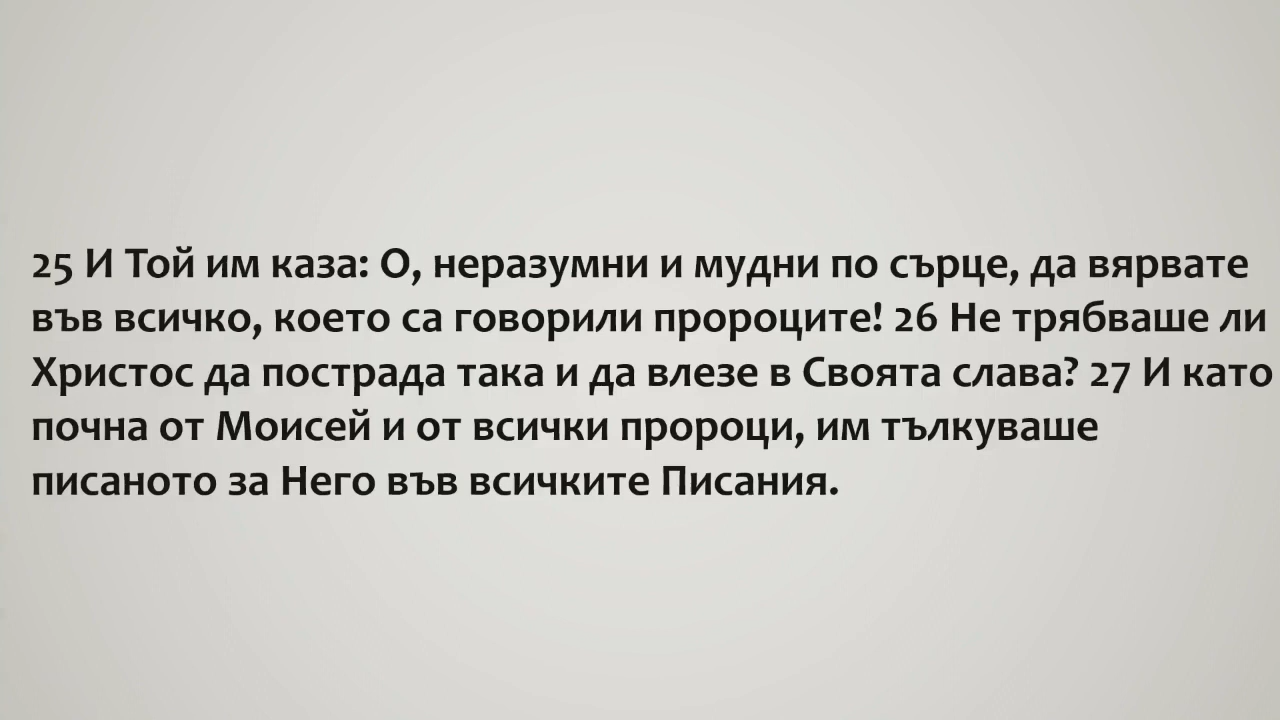 25 И Той им каза: О, неразумни и мудни по сърце, да вярвате
във всичко, което са говорили пророците! 26 Не трябваше ли
Христос да пострада така и да влезе в Своята слава? 27 И като
почна от Моисей и от всички пророци, им тълкуваше
писаното за Него във всичките Писания.